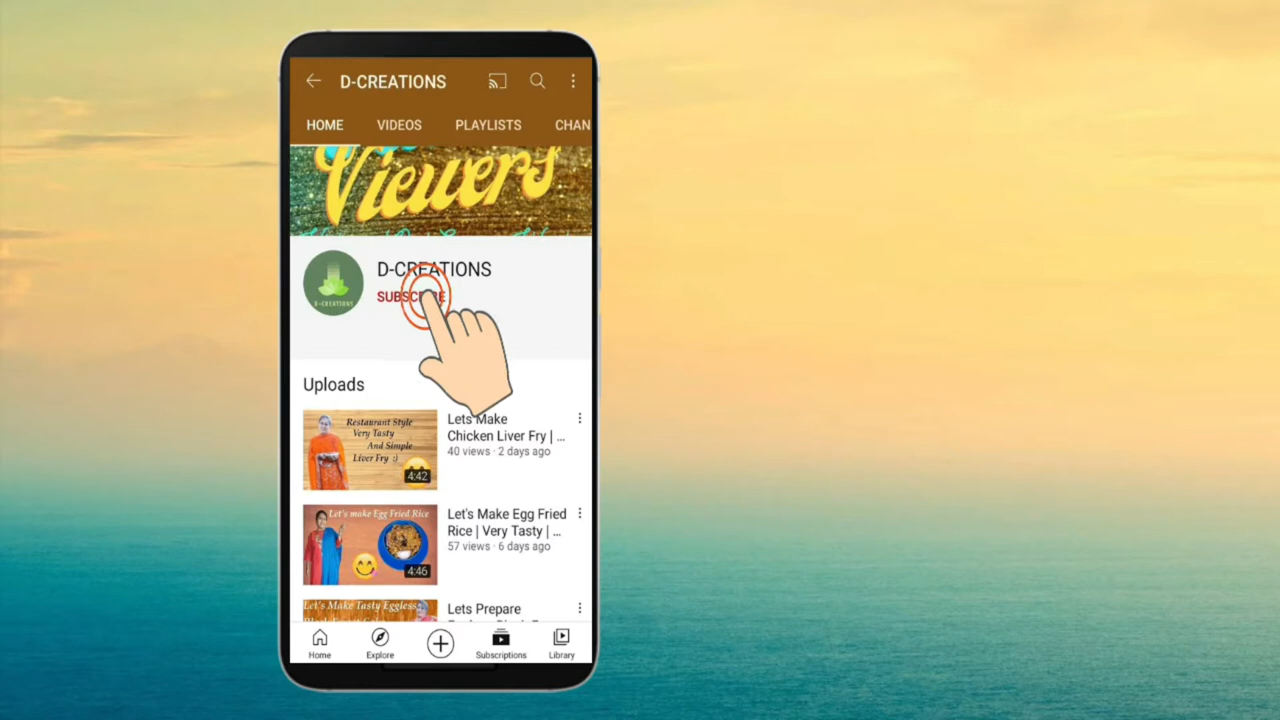 D-CREATIONS
HOME VIDEOS PLAYLISTS CHAN
Viewers
D-CREATIONS
D-CREATIONS
SUBSCRIBE
Uploads
Restaurant Style
Very Tasty
And Simple
Liver Fry :)
4:42
Lets Make
Chicken Liver Fry | ...
40 views · 2 days ago
Let's make Egg Fried Rice
4:46
Let's Make Egg Fried
Rice | Very Tasty | ...
57 views · 6 days ago
Let's Make Tasty Eggless
Lets Prepare
Home Explore Subscriptions Library